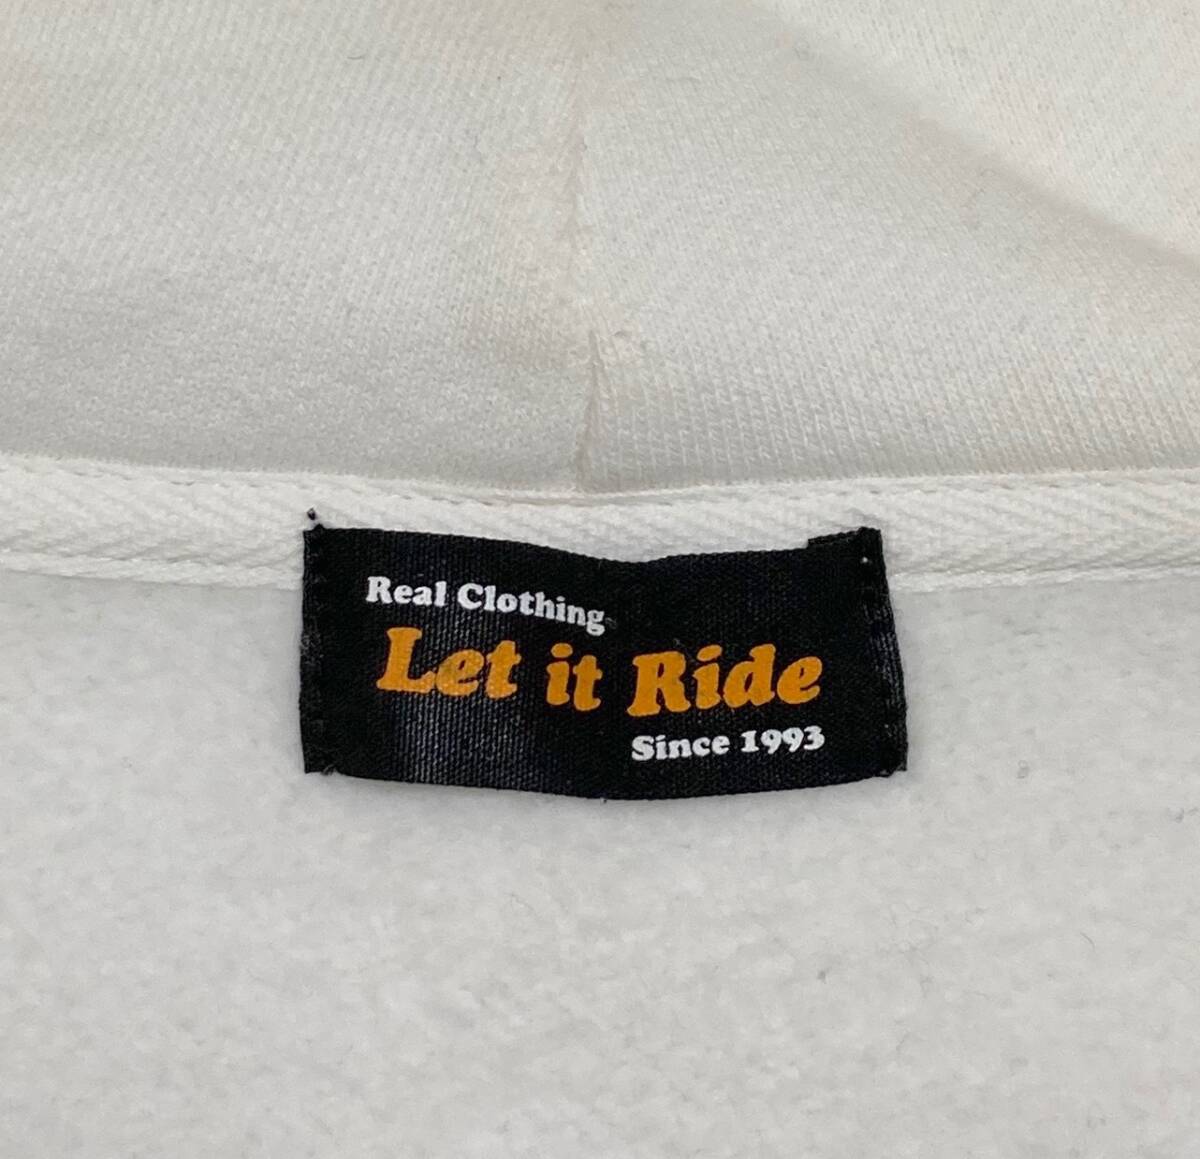 Real Clothing
Let it Ride
Since 1993